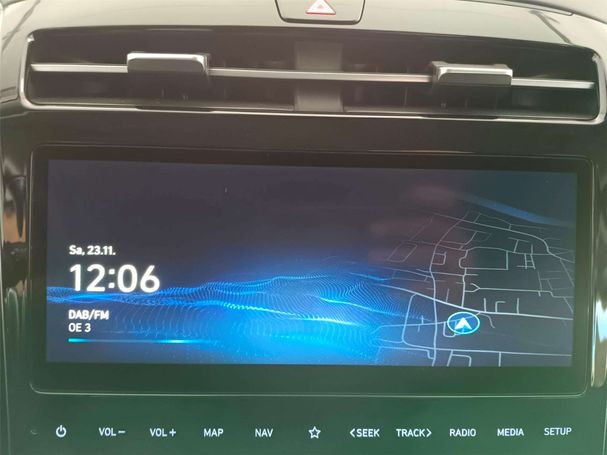 Sa, 23.11.
12:06
DAB/FM
OE 3
VOL− VOL+ MAP NAV <SEEK TRACK> RADIO MEDIA SETUP